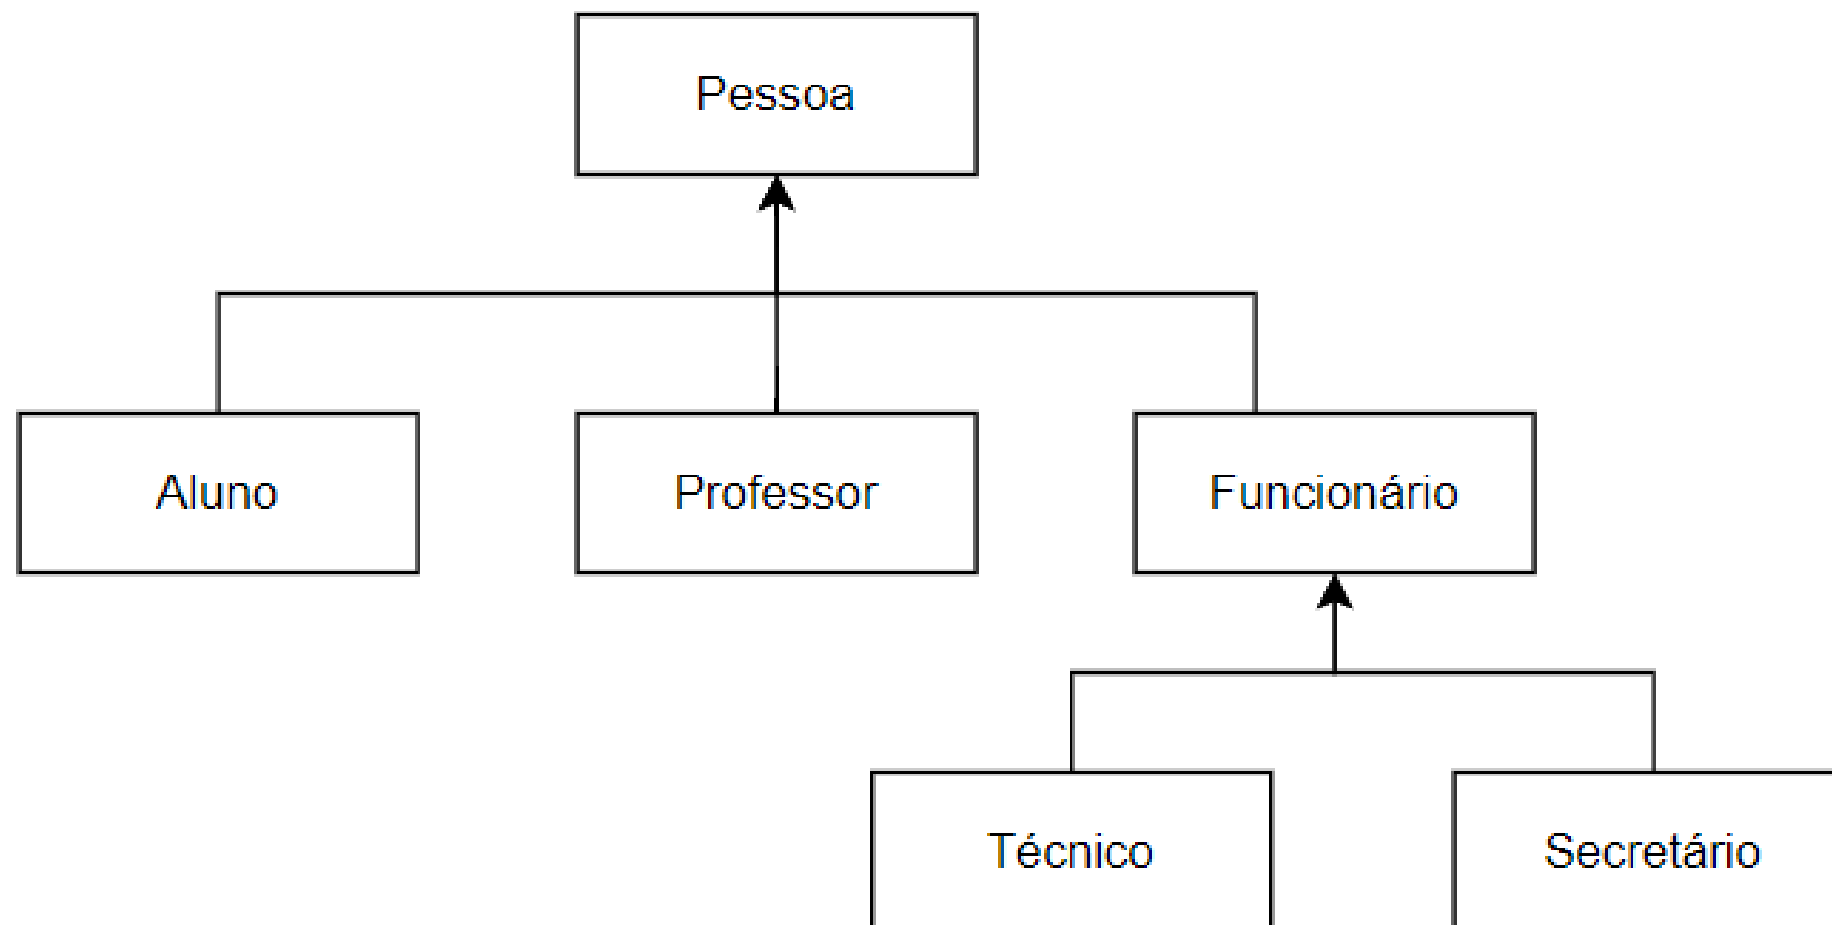 Pessoa
Aluno
Professor
Funcionário
Técnico
Secretário